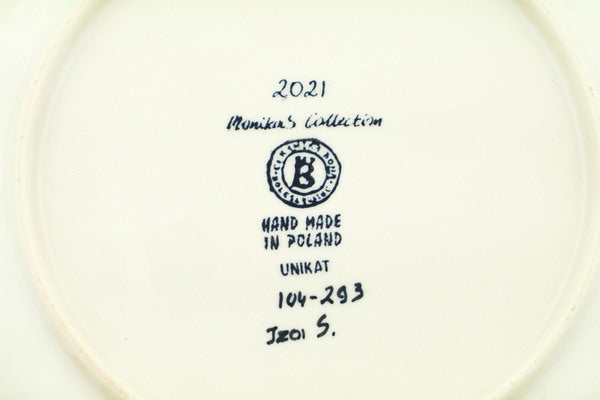 2021
Monika S Collection
B
HAND MADE
IN POLAND
UNIKAT
104-293
S.